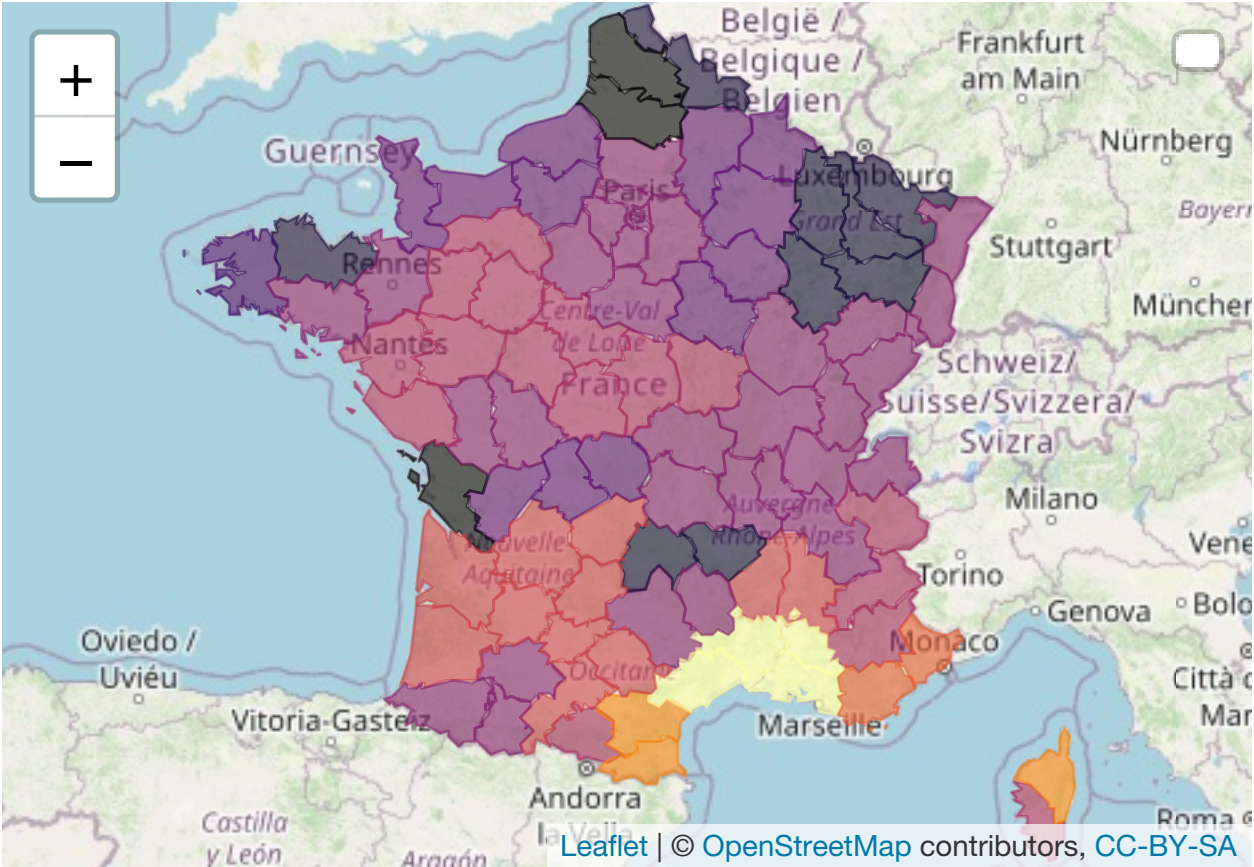 +
−
België /
Belgique /
Belgien
Frankfurt
am Main
Nürnberg
Guernsey
Luxembourg
Bayern
Paris
Grand Est
Stuttgart
Rennes
München
Centre-Val
de Loire
Nantes
France
Schweiz/
Suisse/Svizzera/
Svizra
Milano
Auvergne
Rhône-Alpes
Vene
Nouvelle
Aquitaine
Torino
Genova
Bolo
Oviedo /
Uviéu
Monaco
Occitanie
Città d
Mar
Vitoria-Gasteiz
Marseille
Andorra
la Vella
Castilla
y León
Aragón
Roma
Leaflet | © OpenStreetMap contributors, CC-BY-SA